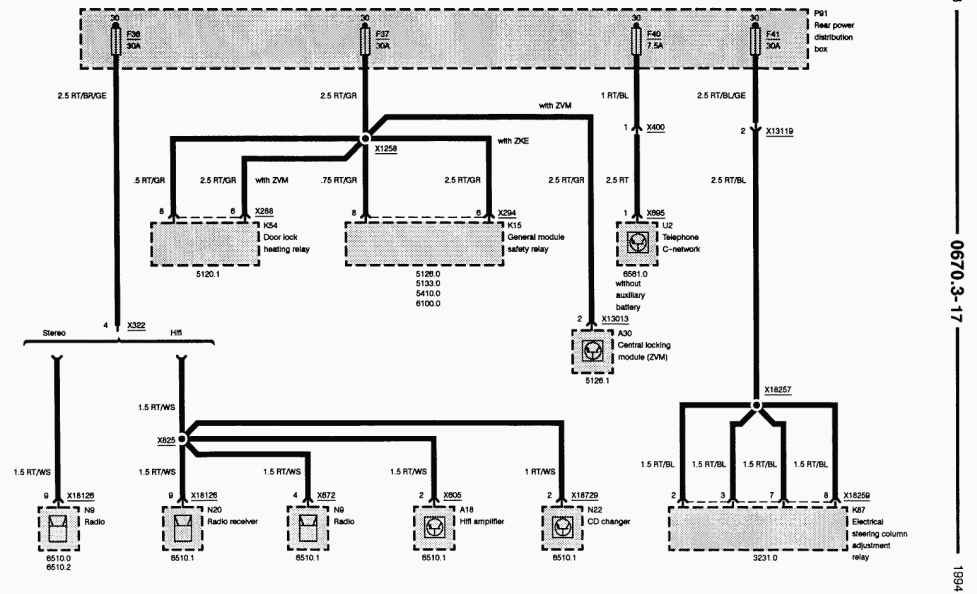 30
30
30
30
P91
Rear power
distribution
box
F36
30A
F37
30A
F40
7.5A
F41
30A
2.5 RT/BR/GE
2.5 RT/GR
1 RT/BL
2.5 RT/BL/GE
with ZVM
1 X400
2 X13119
X1258
with ZKE
.5 RT/GR
2.5 RT/GR
with ZVM
.75 RT/GR
2.5 RT/GR
2.5 RT/GR
2.5 RT
2.5 RT/BL
8 6 X268
K54
Door lock
heating relay
5120.1
8 6 X294
K15
General module
safety relay
5126.0
5133.0
5410.0
6100.0
1 X695
U2
Telephone
C-network
6561.0
without
auxiliary
battery
2 X13013
A30
Central locking
module (ZVM)
5126.1
4 X322
Stereo
Hifi
X18257
1.5 RT/WS
X825
1.5 RT/WS
1.5 RT/WS
1.5 RT/WS
1.5 RT/WS
1 RT/WS
1.5 RT/BL
1.5 RT/BL
1.5 RT/BL
1.5 RT/BL
9 X18126
N9
Radio
6510.0
6510.2
9 X18126
N20
Radio receiver
6510.1
4 X672
N9
Radio
6510.1
2 X605
A18
Hifi amplifier
6510.1
2 X18729
N22
CD changer
6510.1
2 3 7 8 X18259
K87
Electrical
steering column
adjustment
relay
3231.0
0670.3-17
1994